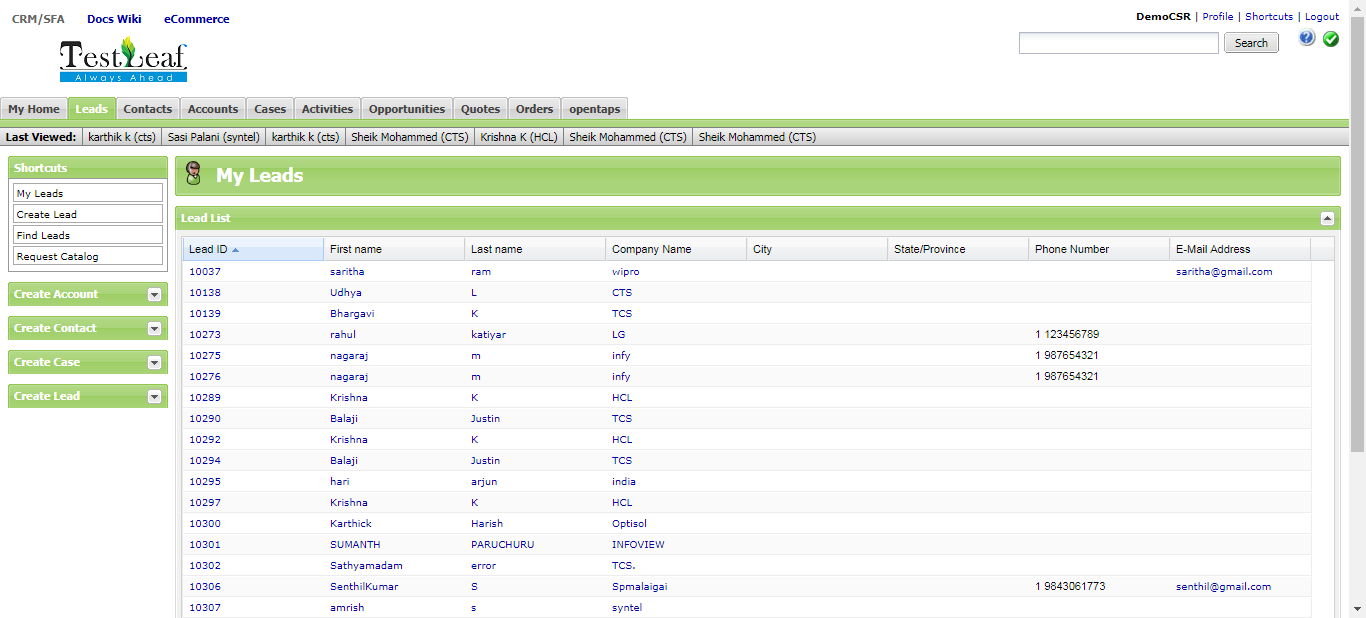 CRM/SFA Docs Wiki eCommerce
DemoCSR | Profile | Shortcuts | Logout
Search
TestLeaf
Always Ahead
My Home Leads Contacts Accounts Cases Activities Opportunities Quotes Orders opentaps
Last Viewed: karthik k (cts) Sasi Palani (syntel) karthik k (cts) Sheik Mohammed (CTS) Krishna K (HCL) Sheik Mohammed (CTS) Sheik Mohammed (CTS)
Shortcuts
My Leads
Create Lead
Find Leads
Request Catalog
Create Account
Create Contact
Create Case
Create Lead
My Leads
Lead List
Lead ID First name Last name Company Name City State/Province Phone Number E-Mail Address
10037 saritha ram wipro saritha@gmail.com
10138 Udhya L CTS
10139 Bhargavi K TCS
10273 rahul katiyar LG 1 123456789
10275 nagaraj m infy 1 987654321
10276 nagaraj m infy 1 987654321
10289 Krishna K HCL
10290 Balaji Justin TCS
10292 Krishna K HCL
10294 Balaji Justin TCS
10295 hari arjun india
10297 Krishna K HCL
10300 Karthick Harish Optisol
10301 SUMANTH PARUCHURU INFOVIEW
10302 Sathyamadam error TCS.
10306 SenthilKumar S Spmalaigai 1 9843061773 senthil@gmail.com
10307 amrish s syntel